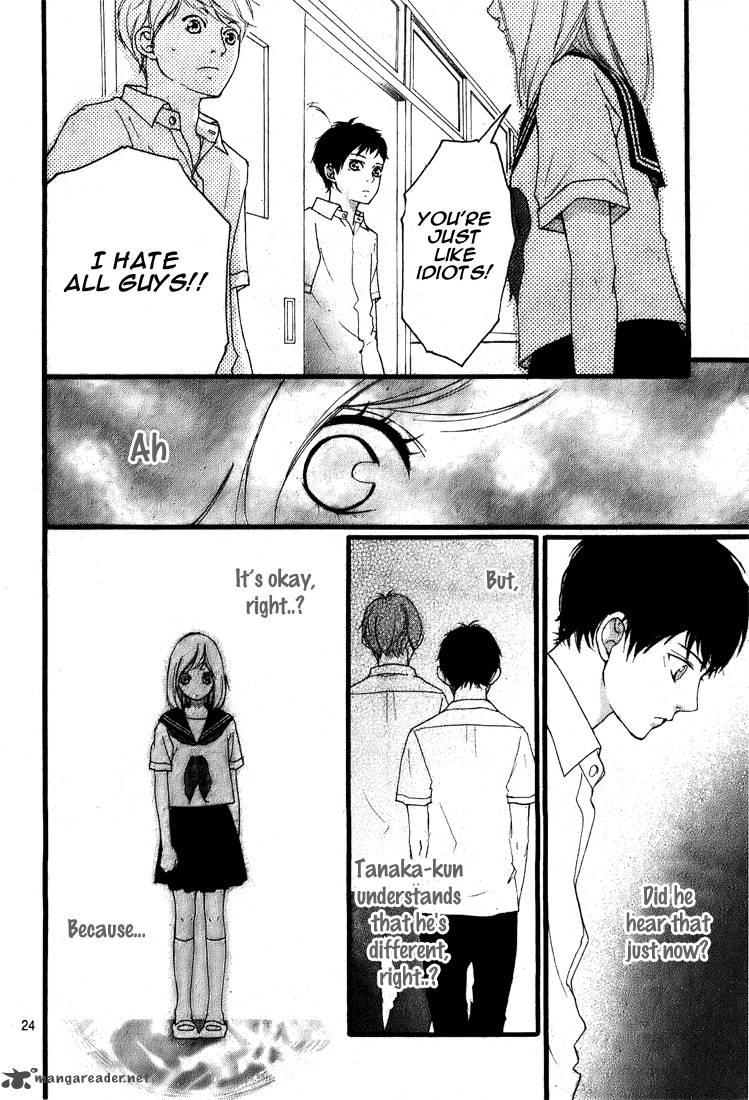 YOU'RE
JUST
LIKE
IDIOTS!
I HATE
ALL GUYS!!
Ah
Did he
hear that
just now?
But,
Tanaka-kun
understands
that he's
different,
right..?
It's okay,
right..?
Because...
24
mangareader.net